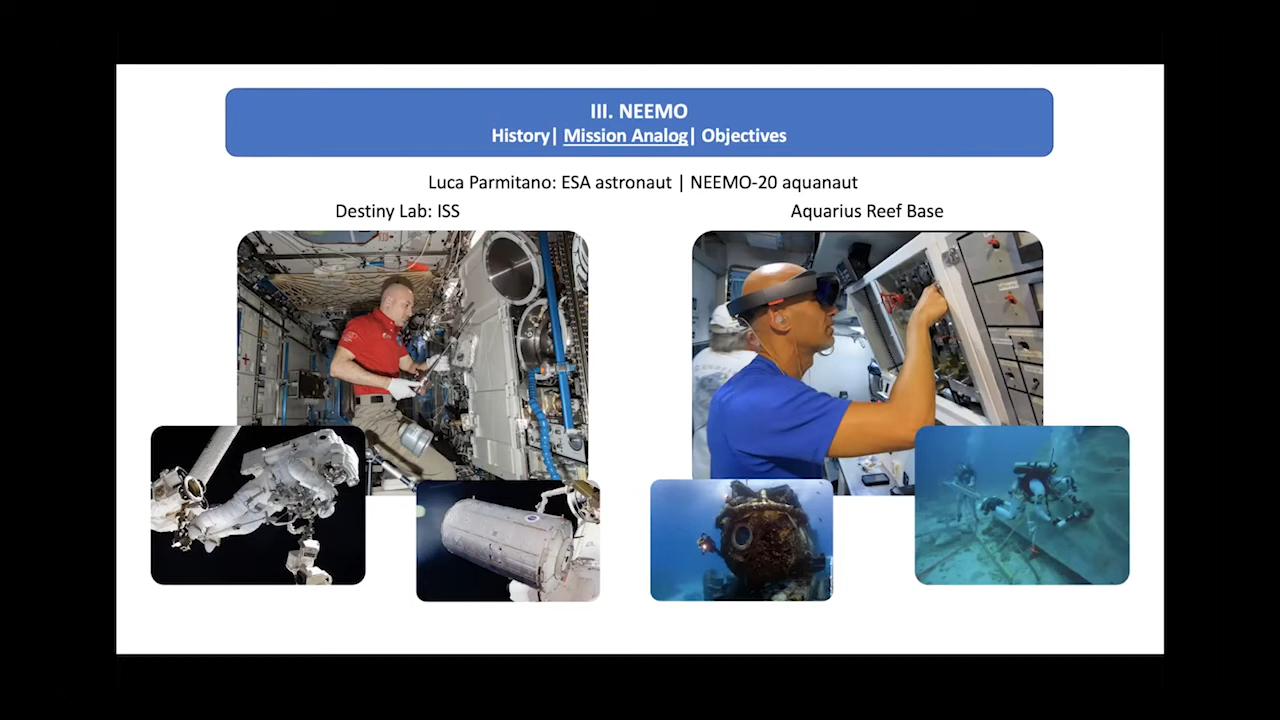 III. NEEMO
History| Mission Analog| Objectives
Luca Parmitano: ESA astronaut | NEEMO-20 aquanaut
Destiny Lab: ISS
Aquarius Reef Base